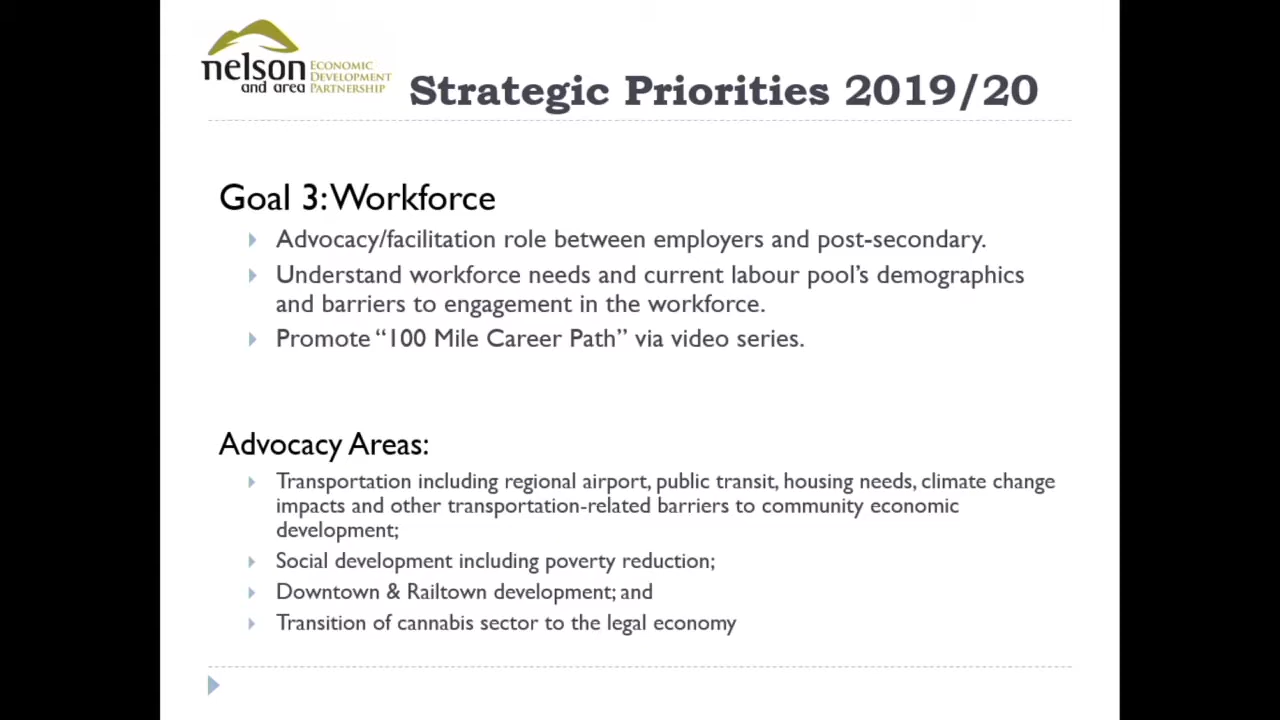 nelson
and area
ECONOMIC
DEVELOPMENT
PARTNERSHIP
Strategic Priorities 2019/20
Goal 3: Workforce
Advocacy/facilitation role between employers and post-secondary.
Understand workforce needs and current labour pool’s demographics
and barriers to engagement in the workforce.
Promote “100 Mile Career Path” via video series.
Advocacy Areas:
Transportation including regional airport, public transit, housing needs, climate change
impacts and other transportation-related barriers to community economic
development;
Social development including poverty reduction;
Downtown & Railtown development; and
Transition of cannabis sector to the legal economy